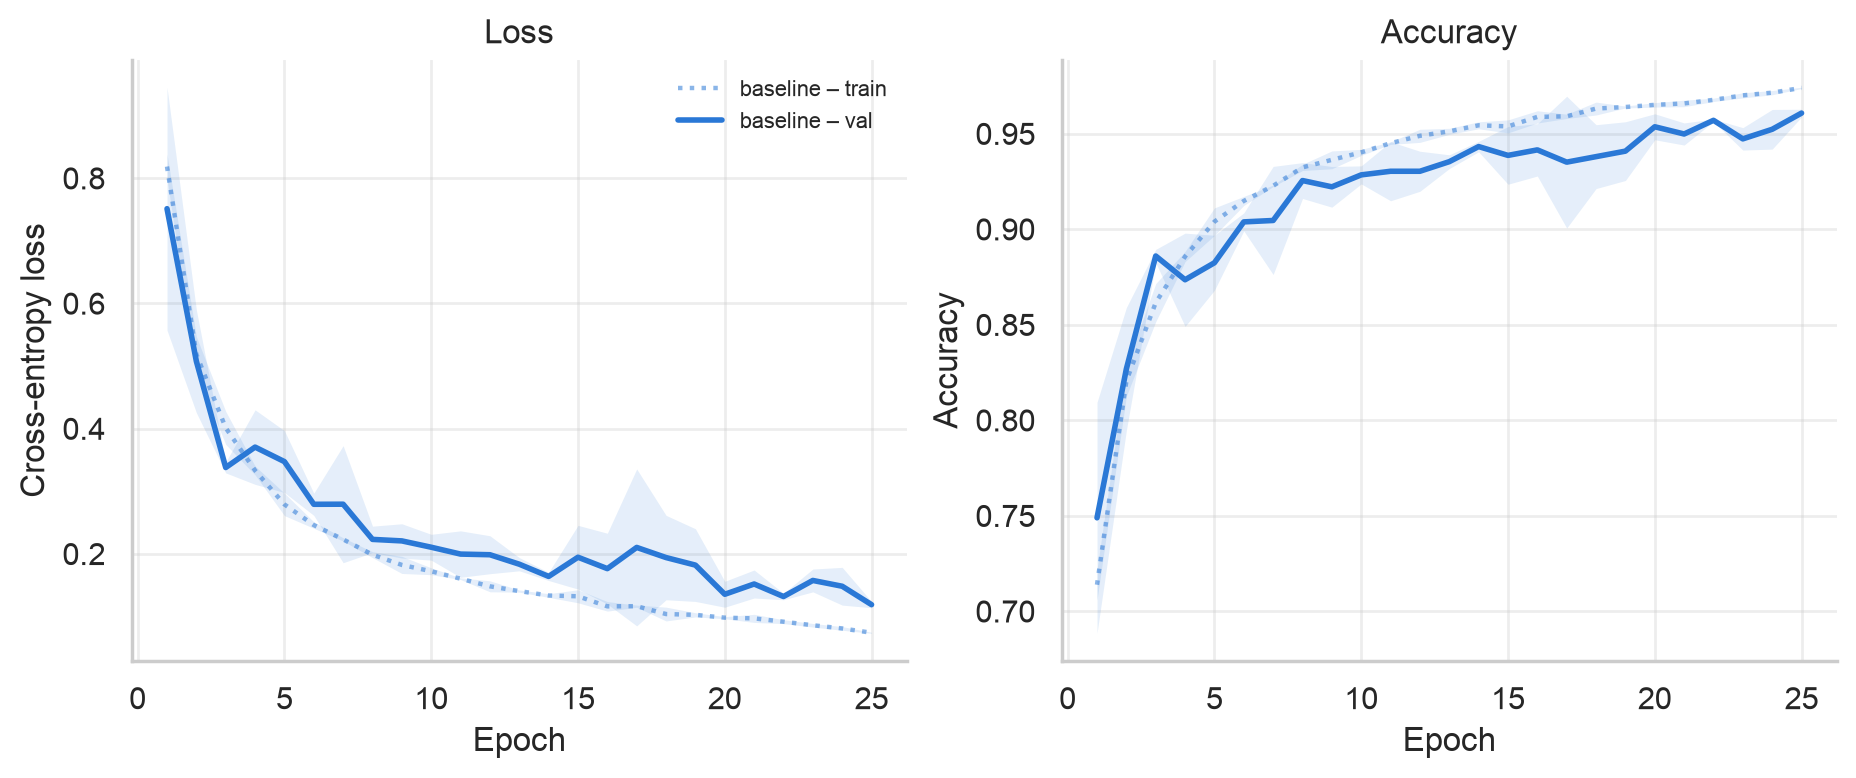 Loss
baseline – train
baseline – val
Cross-entropy loss
0.8
0.6
0.4
0.2
0 5 10 15 20 25
Epoch
Accuracy
Accuracy
0.95
0.90
0.85
0.80
0.75
0.70
0 5 10 15 20 25
Epoch